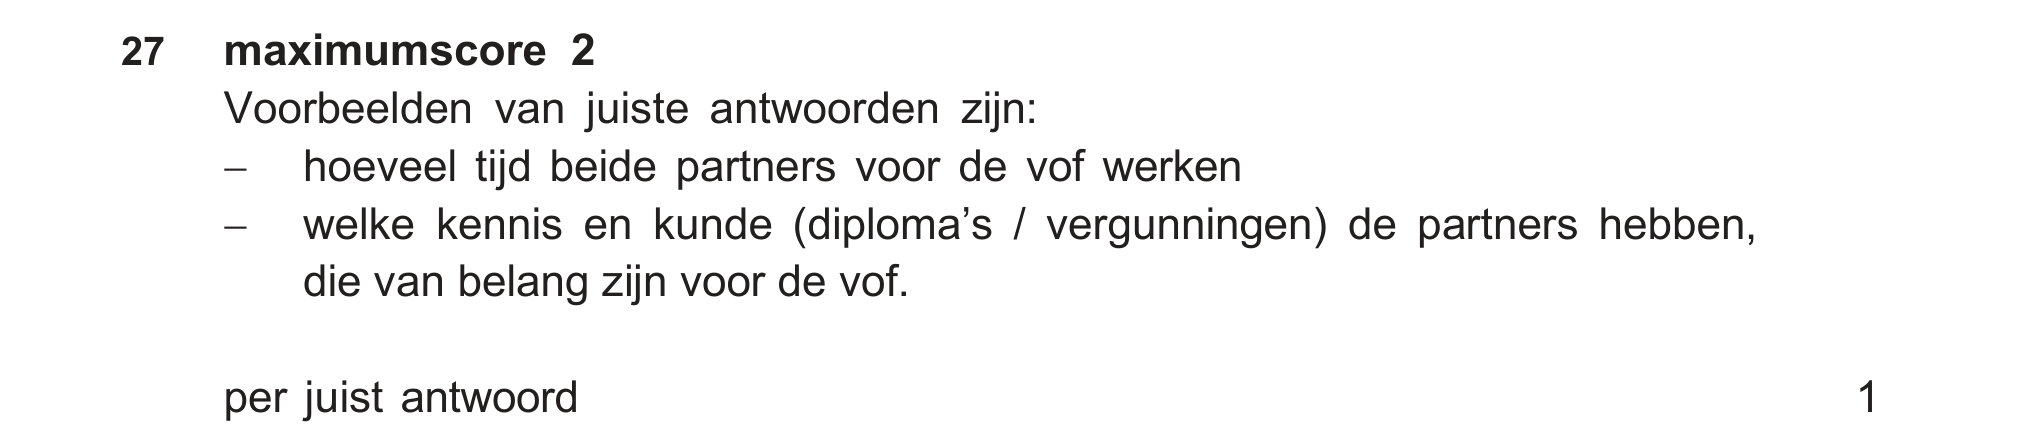 27 maximumscore 2
Voorbeelden van juiste antwoorden zijn:
− hoeveel tijd beide partners voor de vof werken
− welke kennis en kunde (diploma’s / vergunningen) de partners hebben,
die van belang zijn voor de vof.
per juist antwoord 1